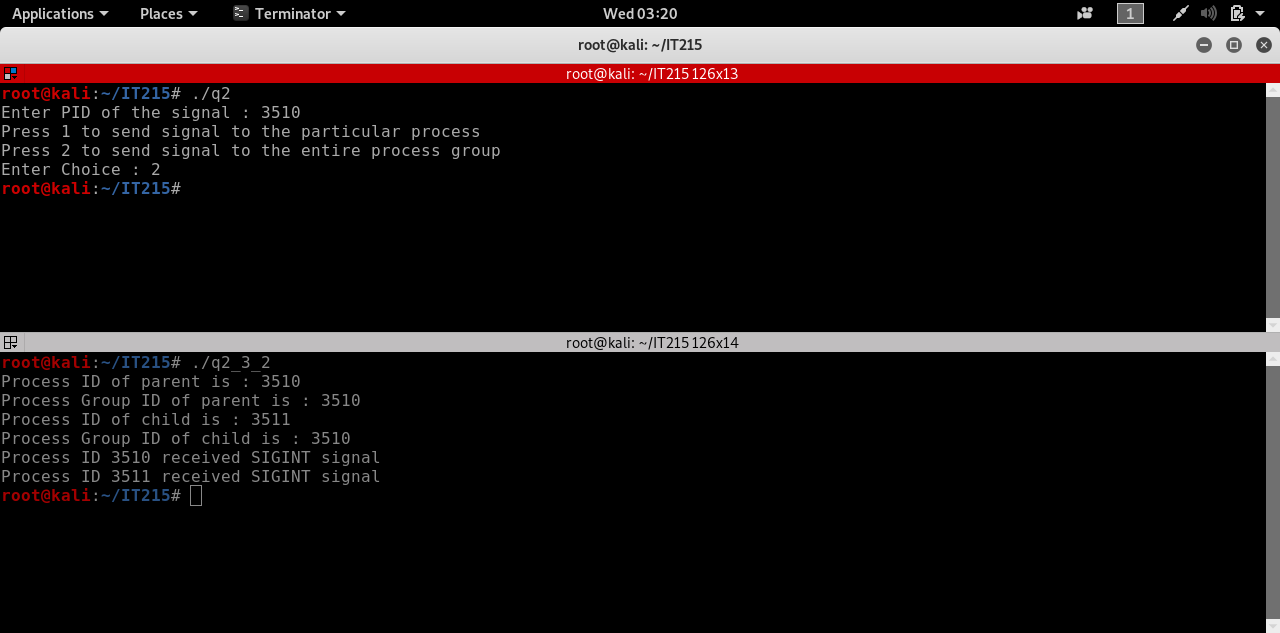 Applications Places Terminator Wed 03:20 1
root@kali: ~/IT215
root@kali: ~/IT215 126x13
root@kali:~/IT215# ./q2
Enter PID of the signal : 3510
Press 1 to send signal to the particular process
Press 2 to send signal to the entire process group
Enter Choice : 2
root@kali:~/IT215#
root@kali: ~/IT215 126x14
root@kali:~/IT215# ./q2_3_2
Process ID of parent is : 3510
Process Group ID of parent is : 3510
Process ID of child is : 3511
Process Group ID of child is : 3510
Process ID 3510 received SIGINT signal
Process ID 3511 received SIGINT signal
root@kali:~/IT215#